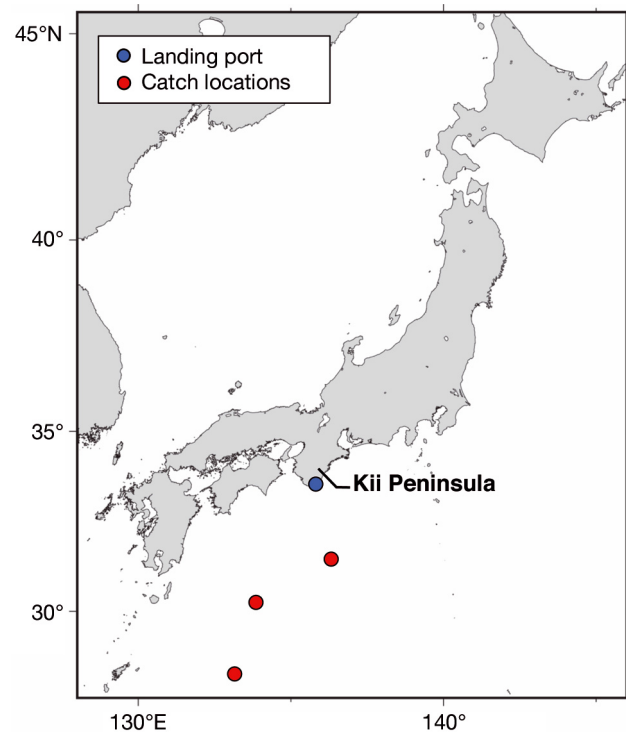 45°N
Landing port
Catch locations
40°
35°
Kii Peninsula
30°
130°E
140°